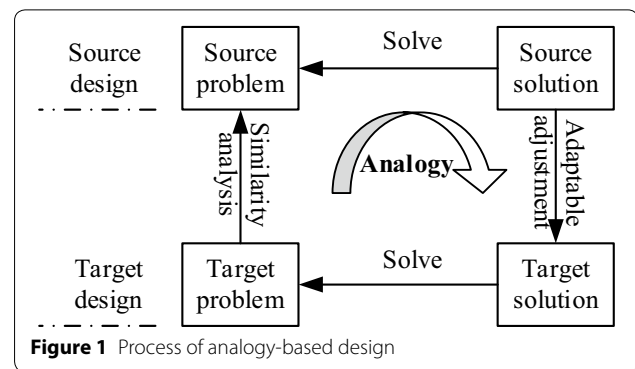 Source
design
Source
problem
Solve
Source
solution
Similarity
analysis
Analogy
Adaptable
adjustment
Target
design
Target
problem
Solve
Target
solution
Figure 1 Process of analogy-based design